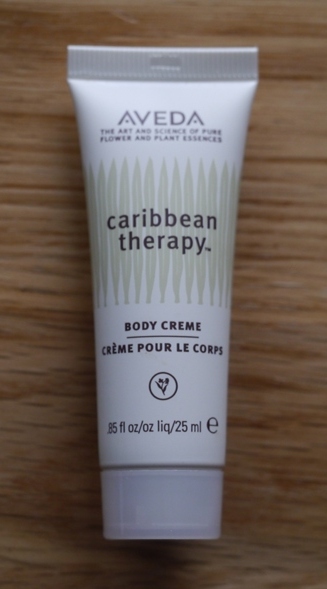 AVEDA
THE ART AND SCIENCE OF PURE
FLOWER AND PLANT ESSENCES
caribbean
therapy™
BODY CREME
CRÈME POUR LE CORPS
.85 fl oz/oz liq/25 ml ℮